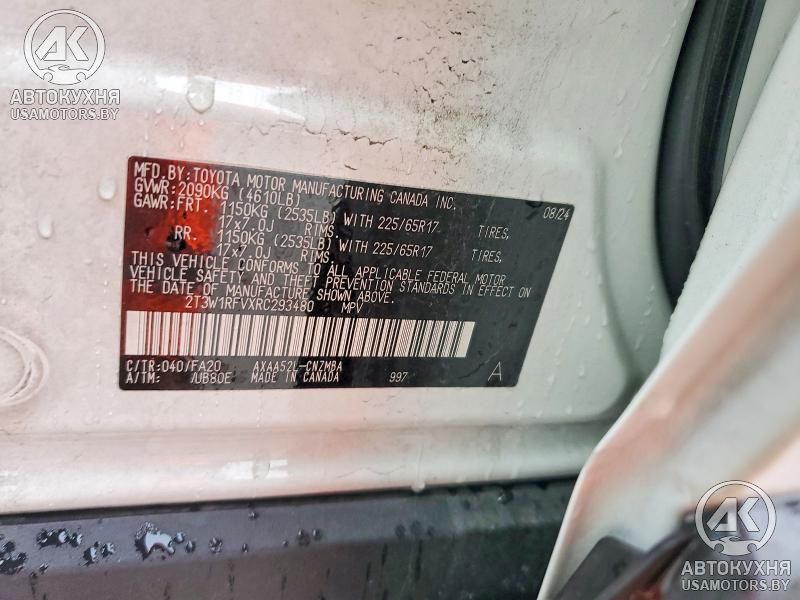 AK
АВТОКУХНЯ
USAMOTORS.BY
MFD.BY:TOYOTA MOTOR MANUFACTURING CANADA INC.
GVWR:2090KG (4610LB) 08/24
GAWR:FRT. 1150KG (2535LB) WITH 225/65R17 TIRES,
17x7.0J RIMS.
RR. 1150KG (2535LB) WITH 225/65R17 TIRES,
17x7.0J RIMS.
THIS VEHICLE CONFORMS TO ALL APPLICABLE FEDERAL MOTOR
VEHICLE SAFETY AND THEFT PREVENTION STANDARDS IN EFFECT ON
THE DATE OF MANUFACTURE SHOWN ABOVE.
2T3W1RFVXRC293480 MPV
C/TR:040/FA20 AXAA52L-CNZMBA
A/TM: /UB80E MADE IN CANADA 997 A
AK
АВТОКУХНЯ
USAMOTORS.BY